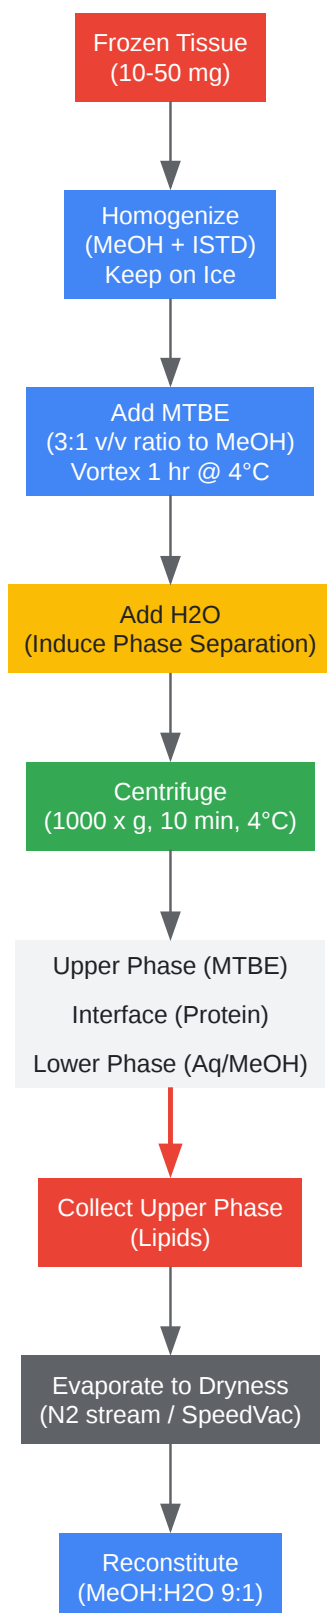 Frozen Tissue
(10-50 mg)
Homogenize
(MeOH + ISTD)
Keep on Ice
Add MTBE
(3:1 v/v ratio to MeOH)
Vortex 1 hr @ 4°C
Add H2O
(Induce Phase Separation)
Centrifuge
(1000 x g, 10 min, 4°C)
Upper Phase (MTBE)
Interface (Protein)
Lower Phase (Aq/MeOH)
Collect Upper Phase
(Lipids)
Evaporate to Dryness
(N2 stream / SpeedVac)
Reconstitute
(MeOH:H2O 9:1)